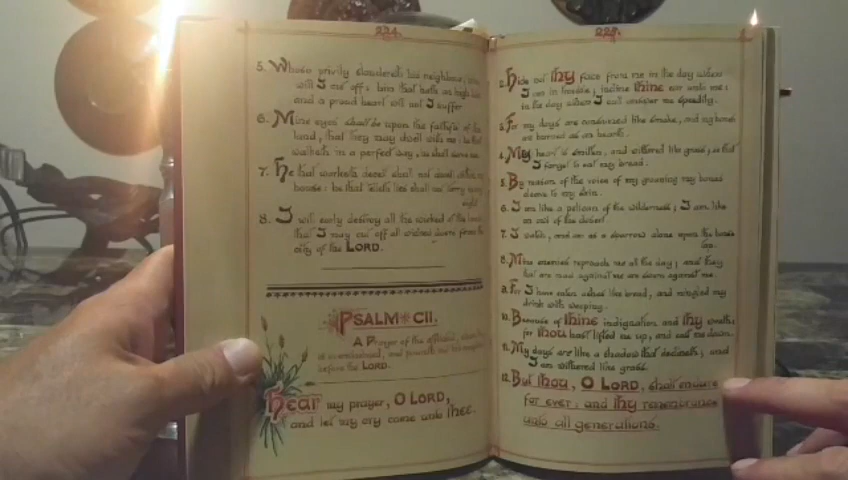 224.
5. Whoso privily slandereth his neighbour, him
will I cut off: him that hath an high look
and a proud heart will not I suffer
6. Mine eyes shall be upon the faithful of the
land, that they may dwell with me: he that
walketh in a perfect way, he shall serve me.
7. He that worketh deceit shall not dwell within my
house: he that telleth lies shall not tarry in my
sight
8. I will early destroy all the wicked of the land;
that I may cut off all wicked doers from the
city of the LORD.
PSALM CII.
A Prayer of the afflicted, when he
is overwhelmed, and poureth out his complaint
before the LORD.
Hear my prayer, O LORD,
and let my cry come unto thee.
225.
2. Hide not thy face from me in the day when
I am in trouble; incline thine ear unto me:
in the day when I call answer me speedily.
3. For my days are consumed like smoke, and my bones
are burned as an hearth.
4. My heart is smitten, and withered like grass; so that
I forget to eat my bread.
5. By reason of the voice of my groaning my bones
cleave to my skin.
6. I am like a pelican of the wilderness; I am like
an owl of the desert.
7. I watch, and am as a sparrow alone upon the house
top.
8. Mine enemies reproach me all the day; and they
that are mad against me are sworn against me.
9. For I have eaten ashes like bread, and mingled my
drink with weeping.
10. Because of thine indignation and thy wrath:
for thou hast lifted me up, and cast me down.
11. My days are like a shadow that declineth; and
I am withered like grass.
12. But thou, O LORD, shall endure
for ever; and thy remembrance
unto all generations.